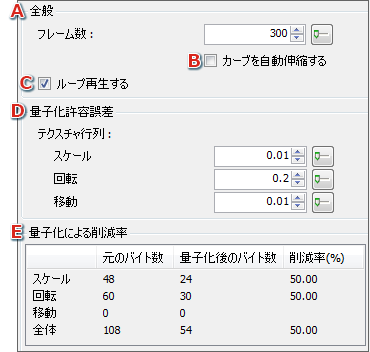 A 全般
フレーム数： 300
B カーブを自動伸縮する
C ループ再生する
D 量子化許容誤差
テクスチャ行列：
スケール 0.01
回転 0.2
移動 0.01
E 量子化による削減率
元のバイト数 量子化後のバイト数 削減率(%)
スケール 48 24 50.00
回転 60 30 50.00
移動 0 0
全体 108 54 50.00